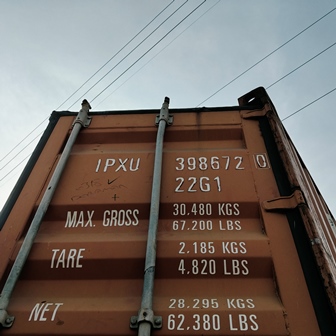 IPXU 398672 0
22G1
MAX. GROSS 30.480 KGS
67.200 LBS
TARE 2.185 KGS
4.820 LBS
NET 28.295 KGS
62.380 LBS